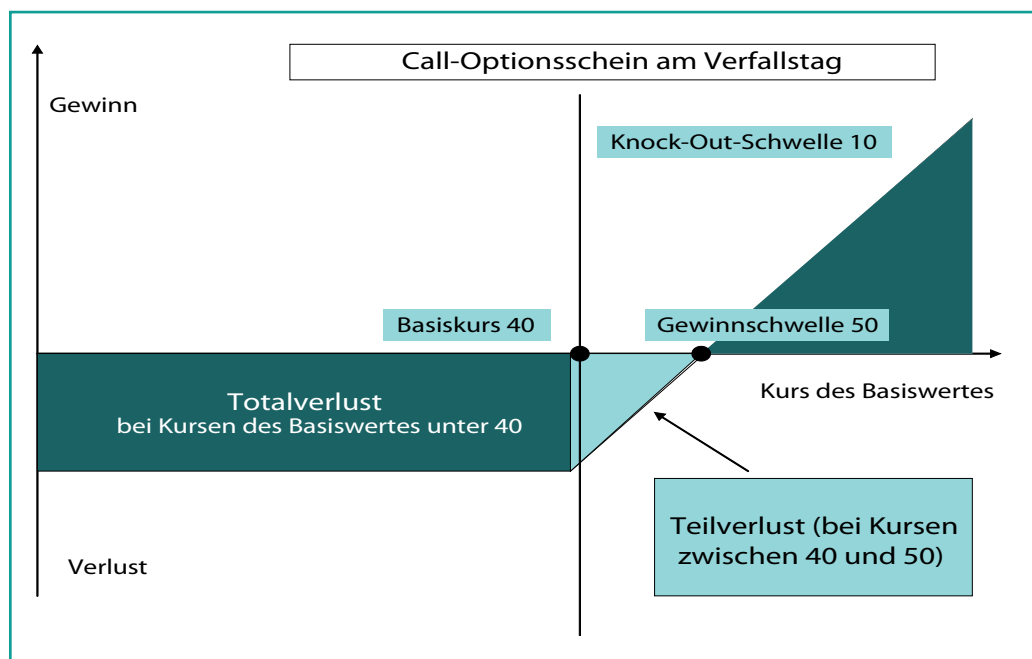 Call-Optionsschein am Verfallstag
Gewinn
Knock-Out-Schwelle 10
Basiskurs 40
Gewinnschwelle 50
Kurs des Basiswertes
Totalverlust
bei Kursen des Basiswertes unter 40
Teilverlust (bei Kursen
zwischen 40 und 50)
Verlust